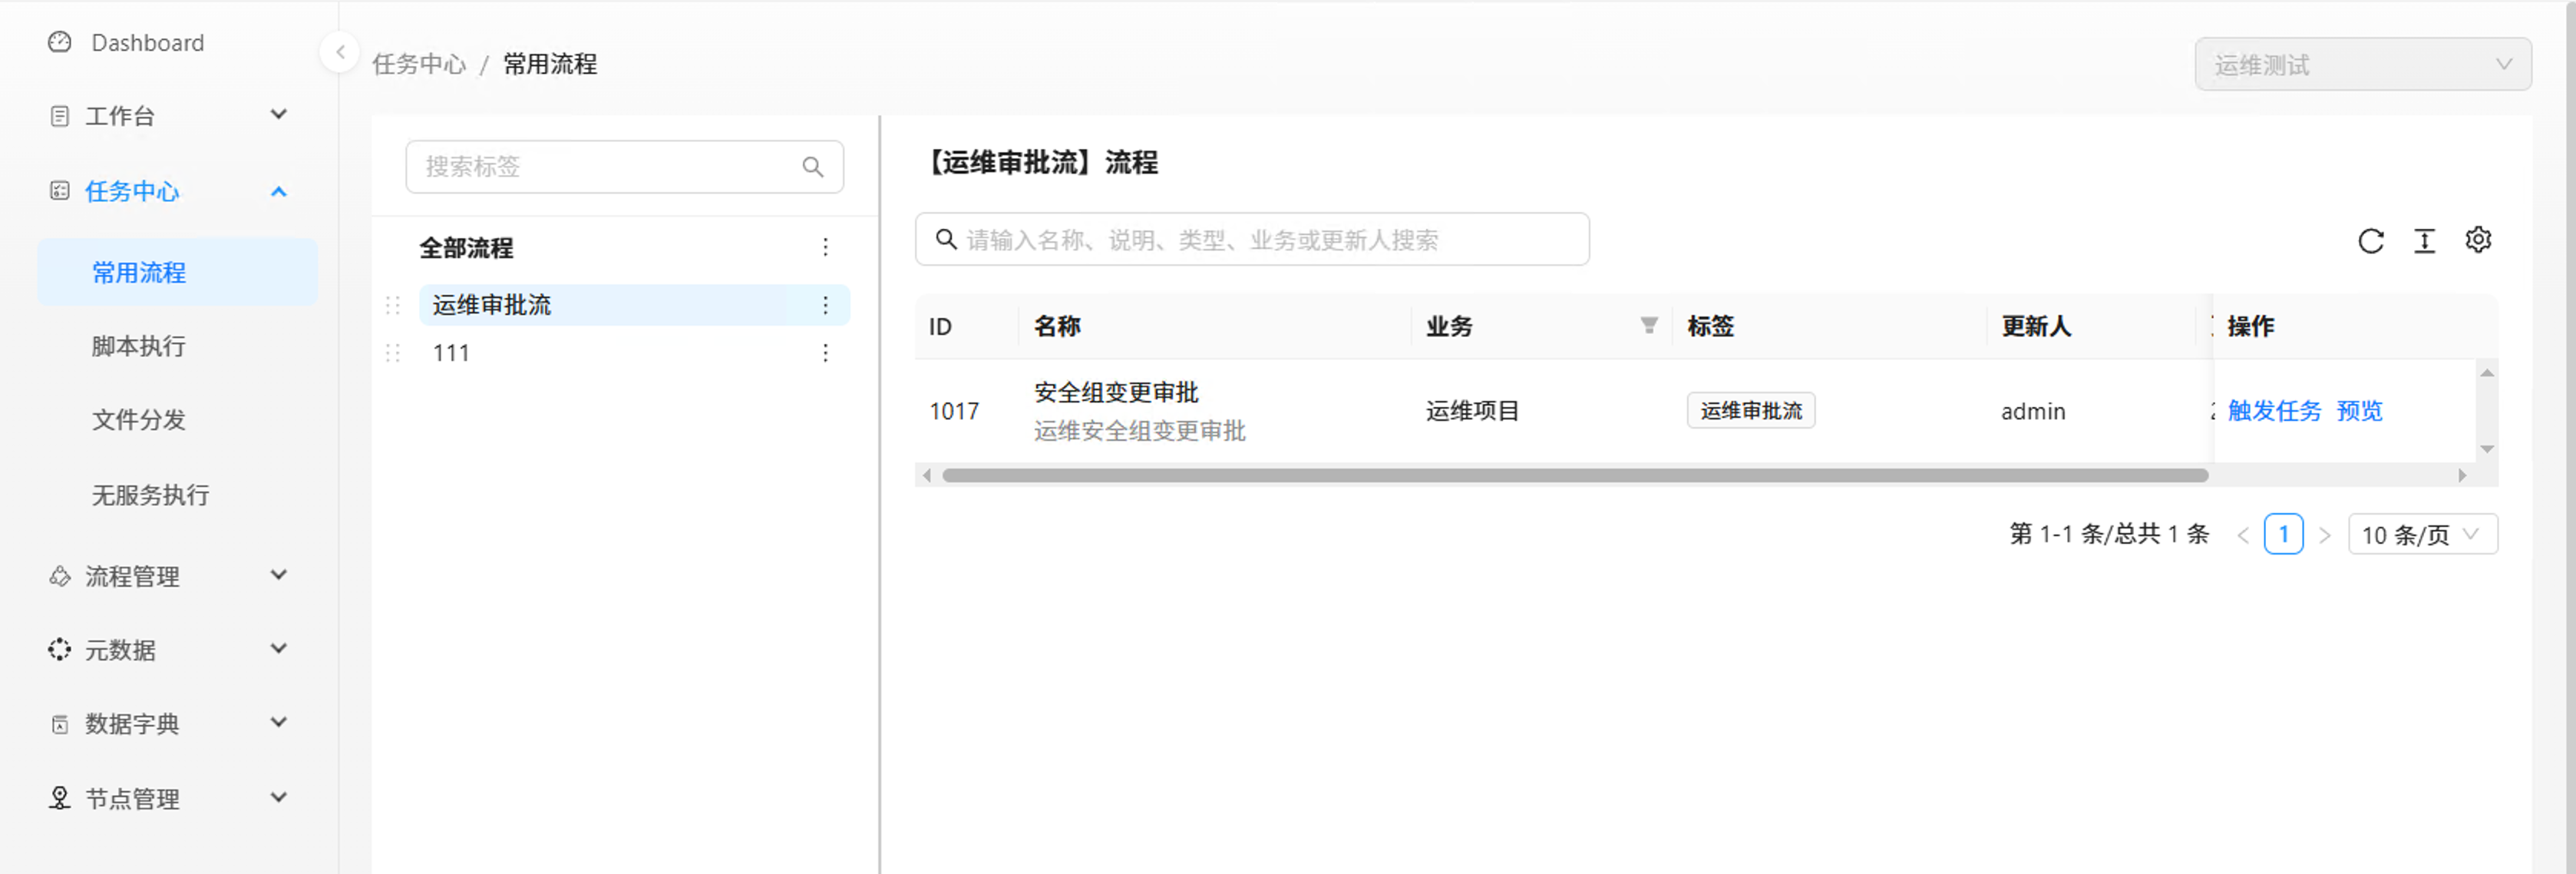 Dashboard
工作台
任务中心
常用流程
脚本执行
文件分发
无服务执行
流程管理
元数据
数据字典
节点管理
任务中心 / 常用流程
运维测试
搜索标签
全部流程
运维审批流
111
【运维审批流】流程
请输入名称、说明、类型、业务或更新人搜索
ID 名称 业务 标签 更新人 操作
1017 安全组变更审批 运维项目 运维审批流 admin 触发任务 预览
运维安全组变更审批
第 1-1 条/总共 1 条 < 1 > 10 条/页